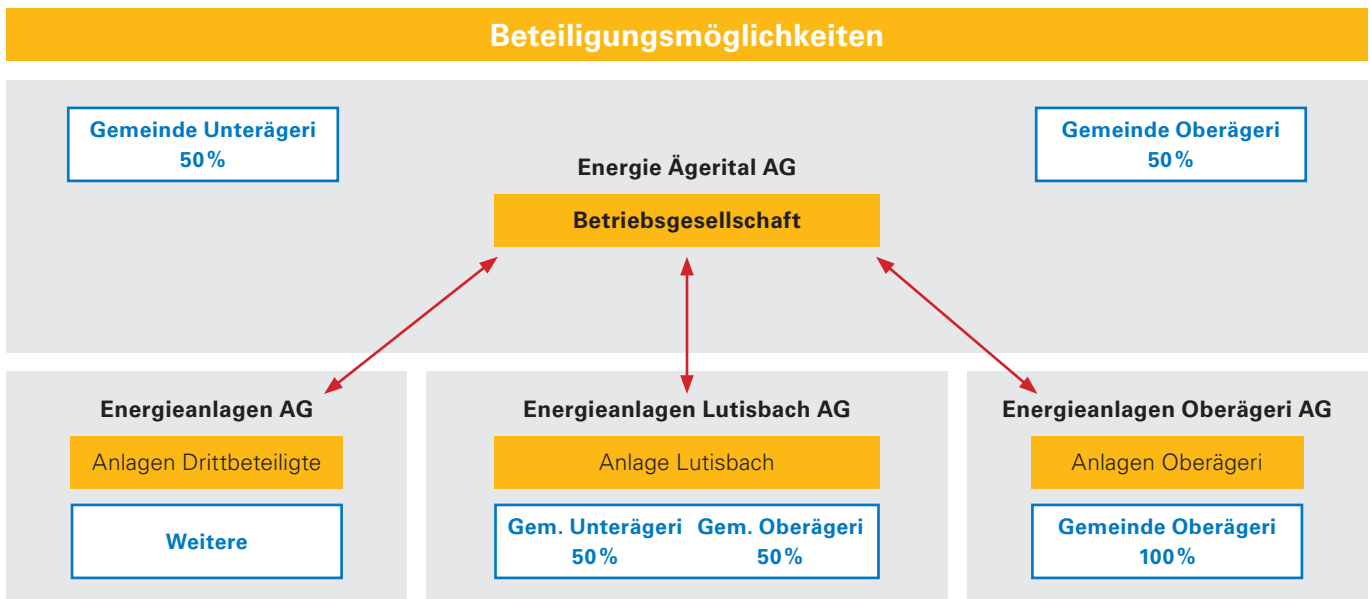 Beteiligungsmöglichkeiten
Gemeinde Unterägeri
50%
Gemeinde Oberägeri
50%
Energie Ägerital AG
Betriebsgesellschaft
Energieanlagen AG
Anlagen Drittbeteiligte
Weitere
Energieanlagen Lutisbach AG
Anlage Lutisbach
Gem. Unterägeri Gem. Oberägeri
50% 50%
Energieanlagen Oberägeri AG
Anlagen Oberägeri
Gemeinde Oberägeri
100%